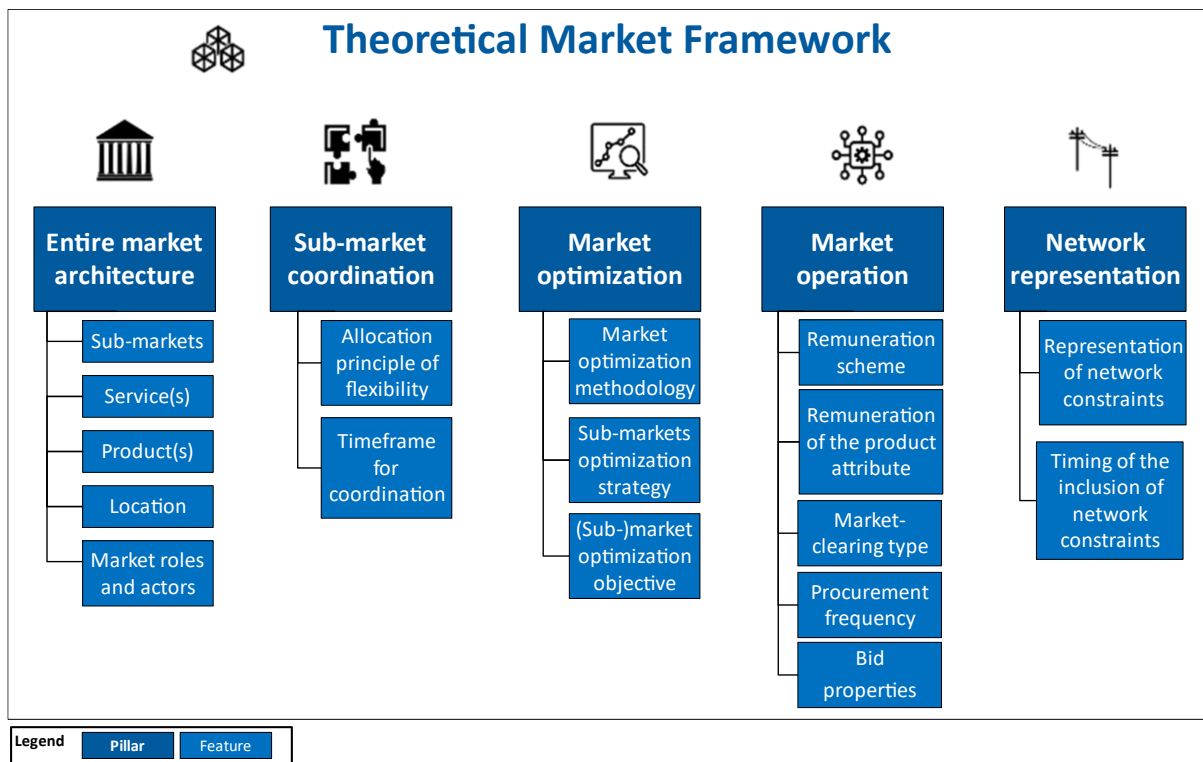 Theoretical Market Framework
Entire market
architecture
Sub-markets
Service(s)
Product(s)
Location
Market roles
and actors
Sub-market
coordination
Allocation
principle of
flexibility
Timeframe
for
coordination
Market
optimization
Market
optimization
methodology
Sub-markets
optimization
strategy
(Sub-)market
optimization
objective
Market
operation
Remuneration
scheme
Remuneration
of the product
attribute
Market-
clearing type
Procurement
frequency
Bid
properties
Network
representation
Representation
of network
constraints
Timing of the
inclusion of
network
constraints
Legend
Pillar
Feature